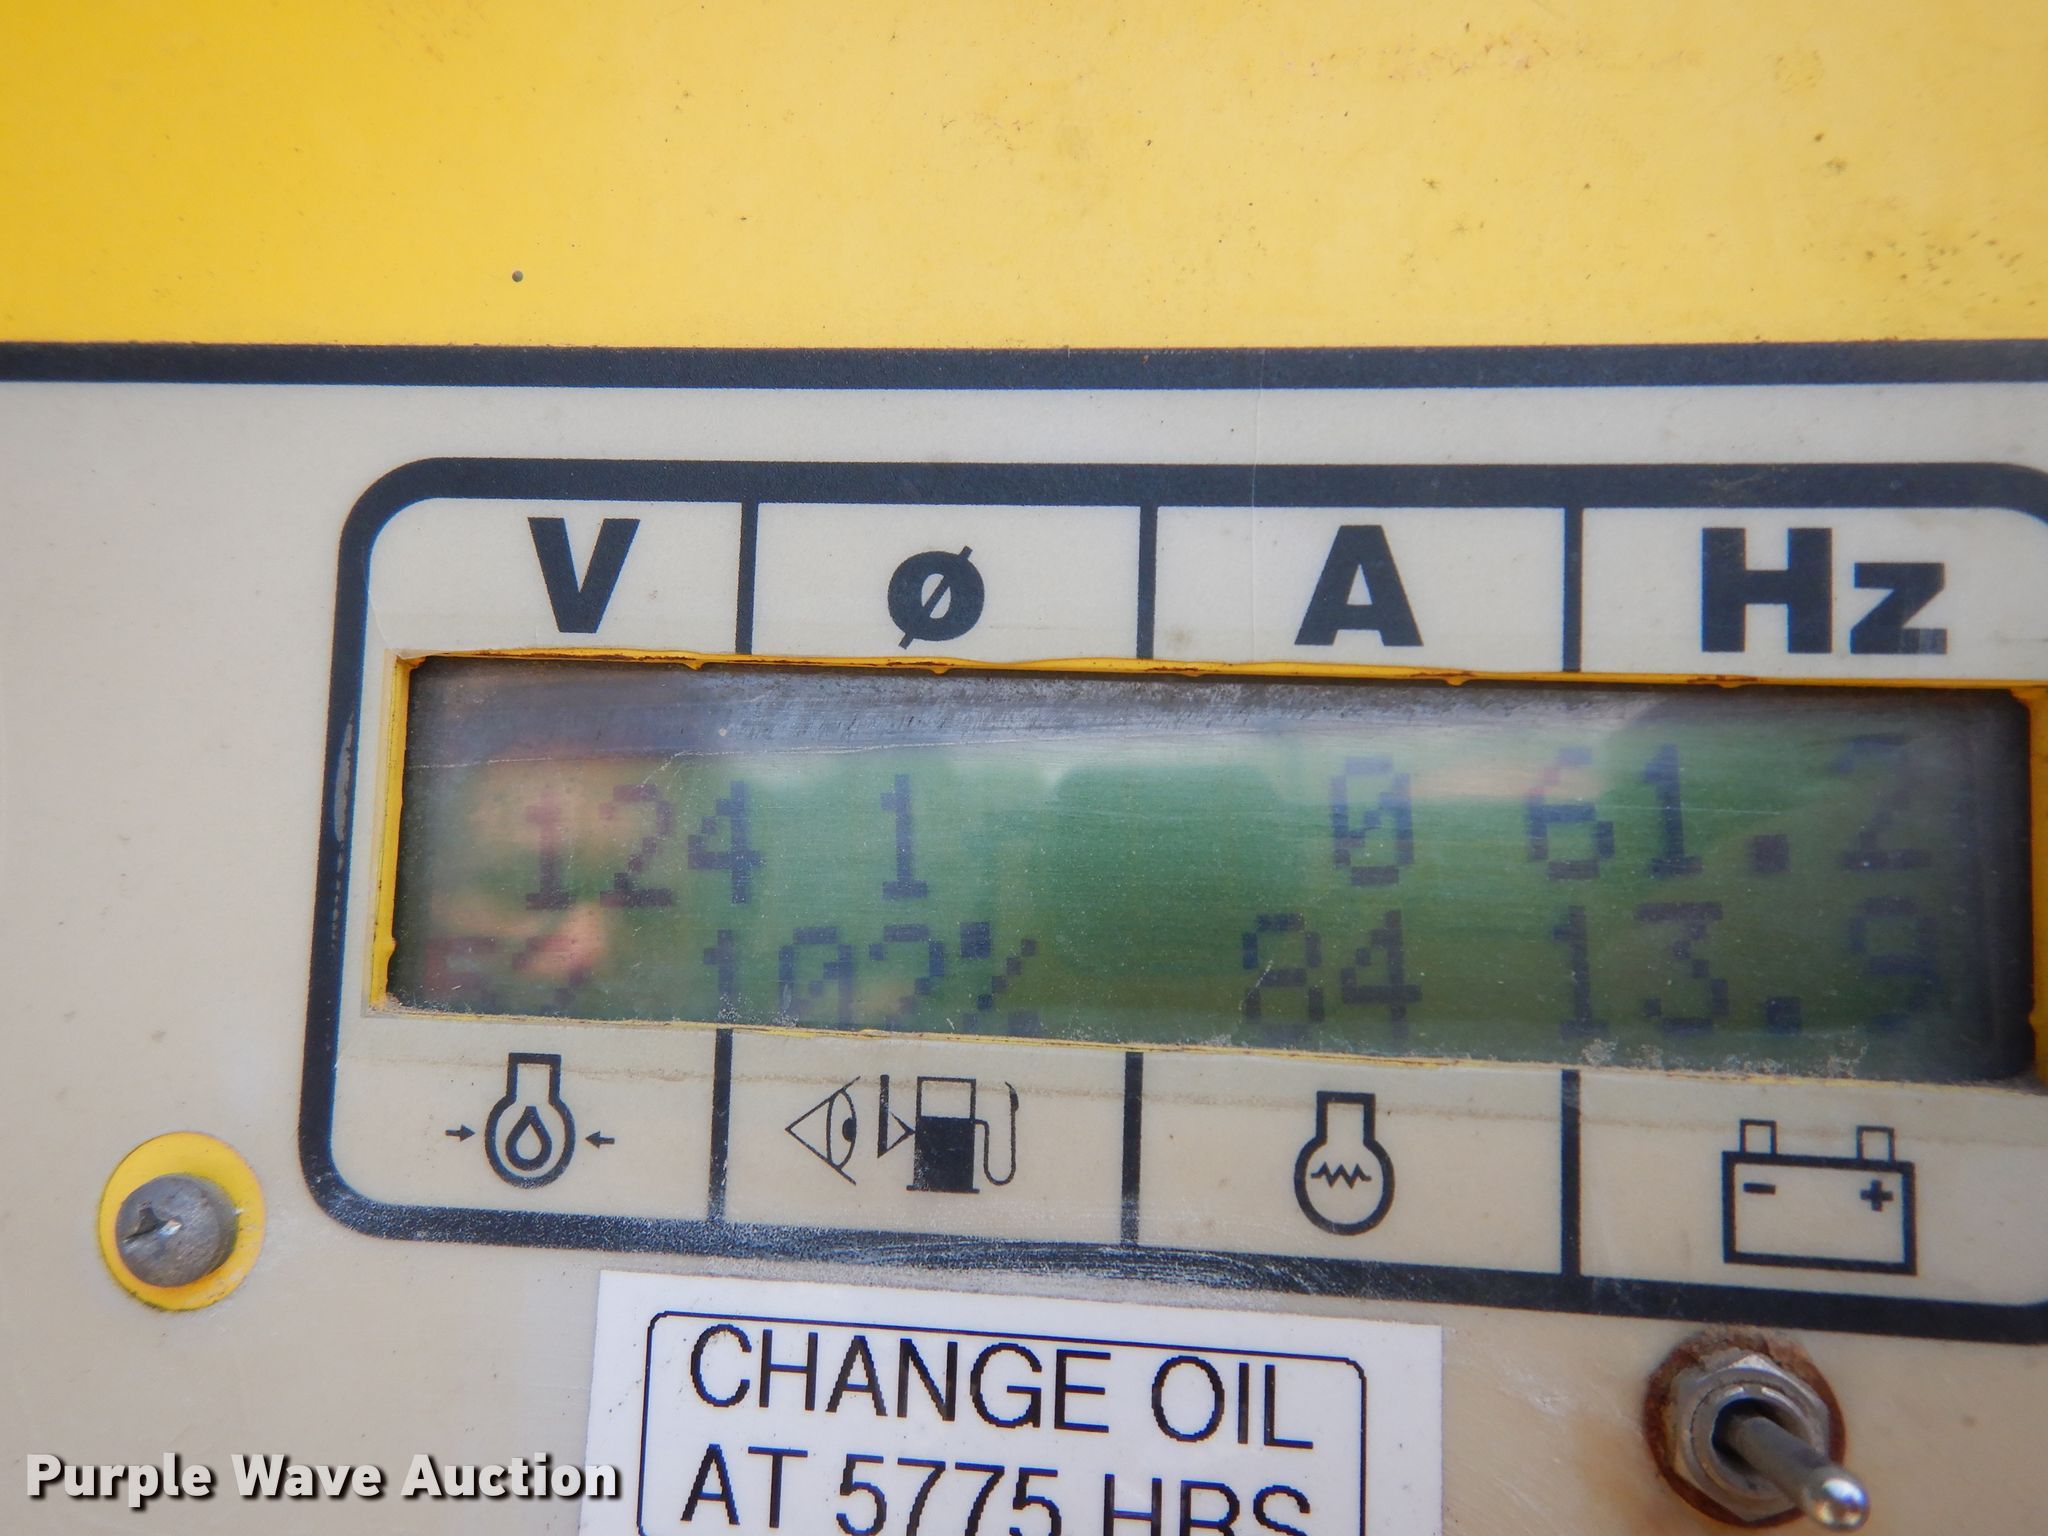 V ø A Hz
124 1 0 61.2
102% 84 13.9
CHANGE OIL
AT 5775 HRS
Purple Wave Auction